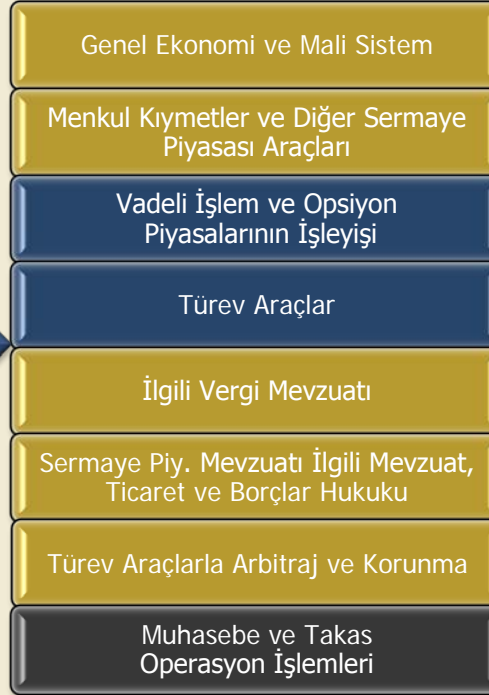 Genel Ekonomi ve Mali Sistem
Menkul Kıymetler ve Diğer Sermaye
Piyasası Araçları
Vadeli İşlem ve Opsiyon
Piyasalarının İşleyişi
Türev Araçlar
İlgili Vergi Mevzuatı
Sermaye Piy. Mevzuatı İlgili Mevzuat,
Ticaret ve Borçlar Hukuku
Türev Araçlarla Arbitraj ve Korunma
Muhasebe ve Takas
Operasyon İşlemleri